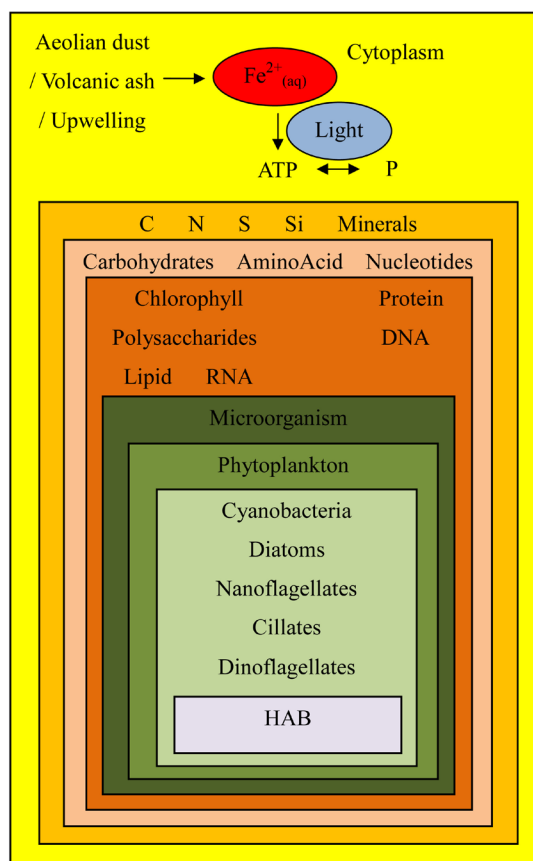 Aeolian dust
/ Volcanic ash
/ Upwelling
Fe2+(aq)
Cytoplasm
Light
ATP P
C N S Si Minerals
Carbohydrates AminoAcid Nucleotides
Chlorophyll Protein
Polysaccharides DNA
Lipid RNA
Microorganism
Phytoplankton
Cyanobacteria
Diatoms
Nanoflagellates
Cillates
Dinoflagellates
HAB